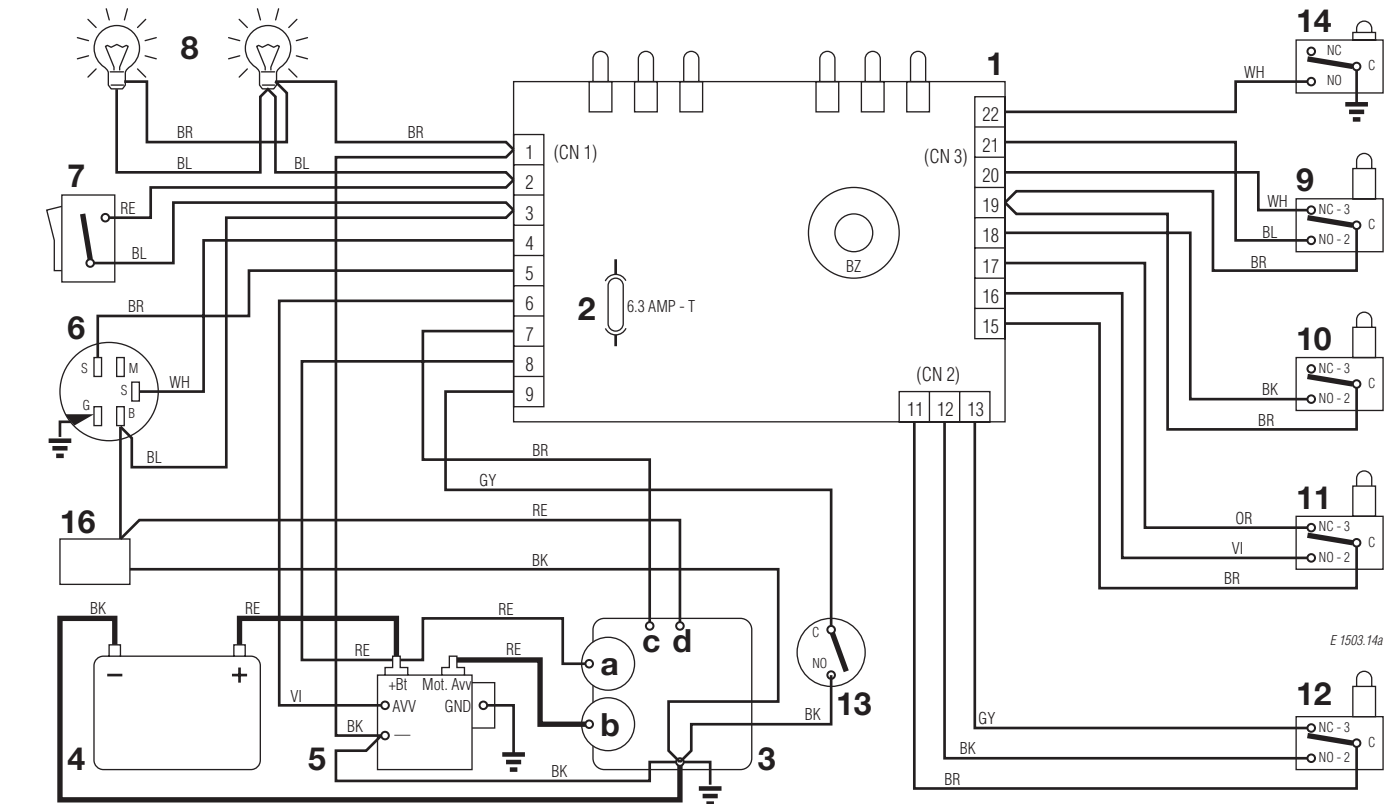 8
14
1
NC
C
NO
WH
22
21
20
19
18
17
16
15
(CN 3)
(CN 1)
1
2
3
4
5
6
7
8
9
BR
BR
BL
BL
7
RE
BL
9
WH
NC - 3
C
BL
NO - 2
BR
BZ
2
6.3 AMP - T
BR
6
S
M
S
WH
G
B
BL
10
NC - 3
C
BK
NO - 2
BR
(CN 2)
11
12
13
BR
GY
RE
BK
16
11
OR
NC - 3
C
VI
NO - 2
BR
E 1503.14a
BK
RE
RE
RE
RE
–
+
4
+Bt
Mot. Avv
AVV
GND
—
VI
BK
5
BK
a
b
c
d
3
C
NO
13
BK
12
GY
NC - 3
C
BK
NO - 2
BR